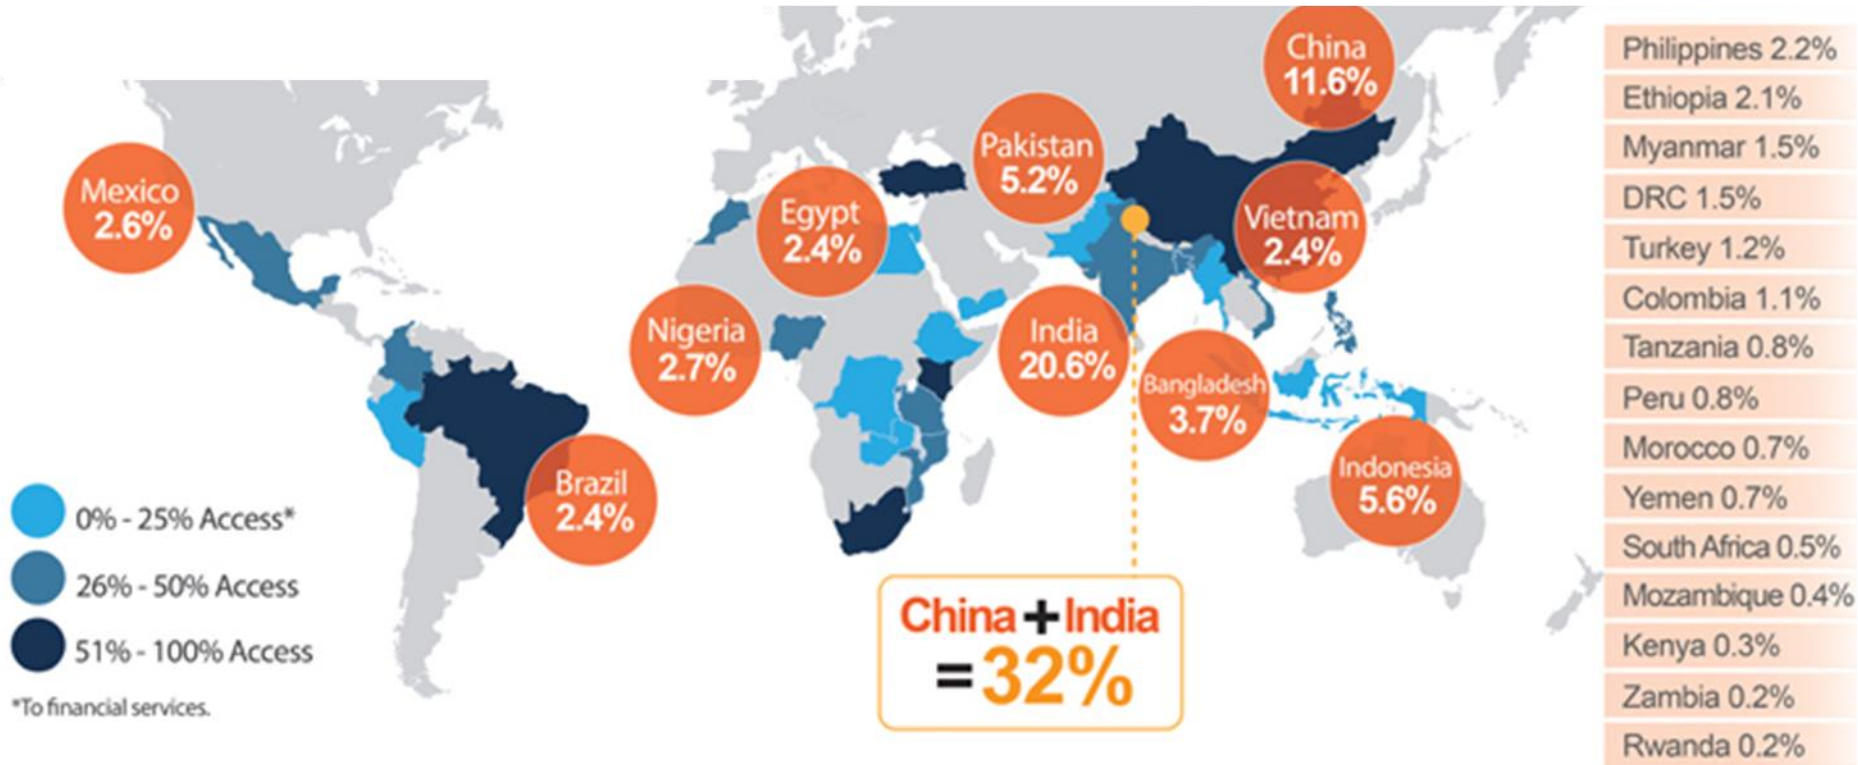 China
11.6%
Pakistan
5.2%
Mexico
2.6%
Egypt
2.4%
Vietnam
2.4%
Nigeria
2.7%
India
20.6%
Bangladesh
3.7%
Brazil
2.4%
Indonesia
5.6%
0% - 25% Access*
26% - 50% Access
51% - 100% Access
*To financial services.
China + India
= 32%
Philippines 2.2%
Ethiopia 2.1%
Myanmar 1.5%
DRC 1.5%
Turkey 1.2%
Colombia 1.1%
Tanzania 0.8%
Peru 0.8%
Morocco 0.7%
Yemen 0.7%
South Africa 0.5%
Mozambique 0.4%
Kenya 0.3%
Zambia 0.2%
Rwanda 0.2%